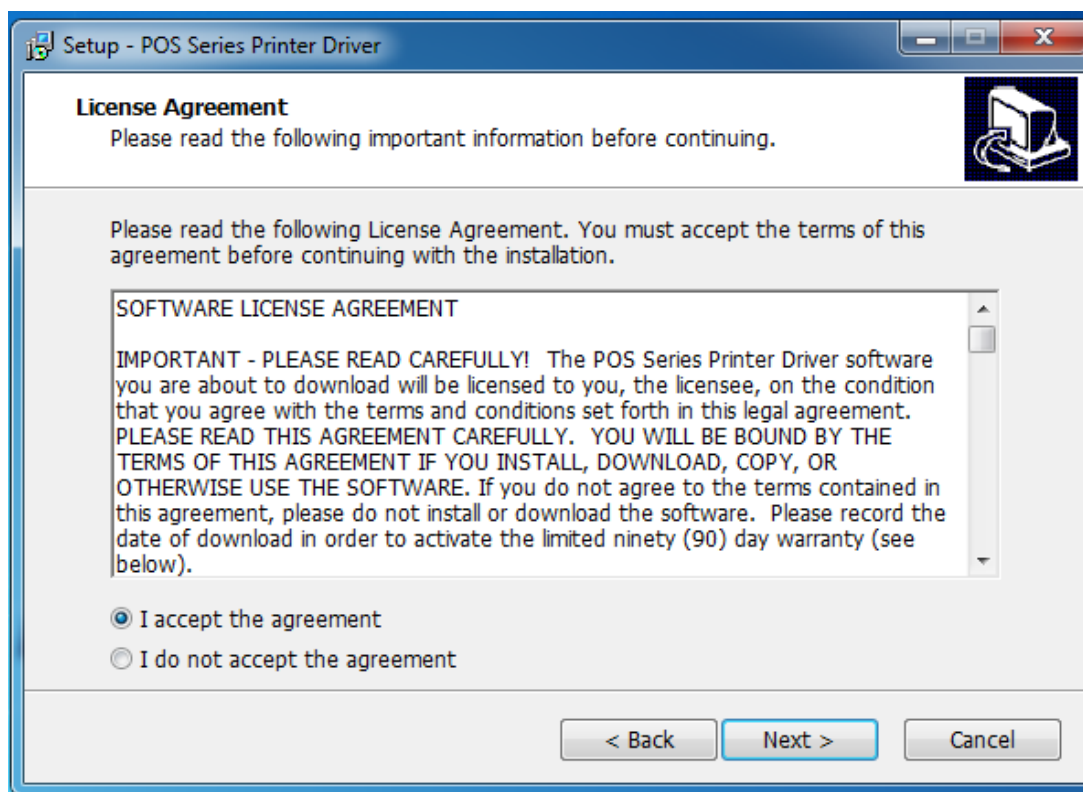 Setup - POS Series Printer Driver
License Agreement
Please read the following important information before continuing.
Please read the following License Agreement. You must accept the terms of this
agreement before continuing with the installation.
SOFTWARE LICENSE AGREEMENT
IMPORTANT - PLEASE READ CAREFULLY!  The POS Series Printer Driver software
you are about to download will be licensed to you, the licensee, on the condition
that you agree with the terms and conditions set forth in this legal agreement.
PLEASE READ THIS AGREEMENT CAREFULLY.  YOU WILL BE BOUND BY THE
TERMS OF THIS AGREEMENT IF YOU INSTALL, DOWNLOAD, COPY, OR
OTHERWISE USE THE SOFTWARE. If you do not agree to the terms contained in
this agreement, please do not install or download the software.  Please record the
date of download in order to activate the limited ninety (90) day warranty (see
below).
I accept the agreement
I do not accept the agreement
< Back
Next >
Cancel